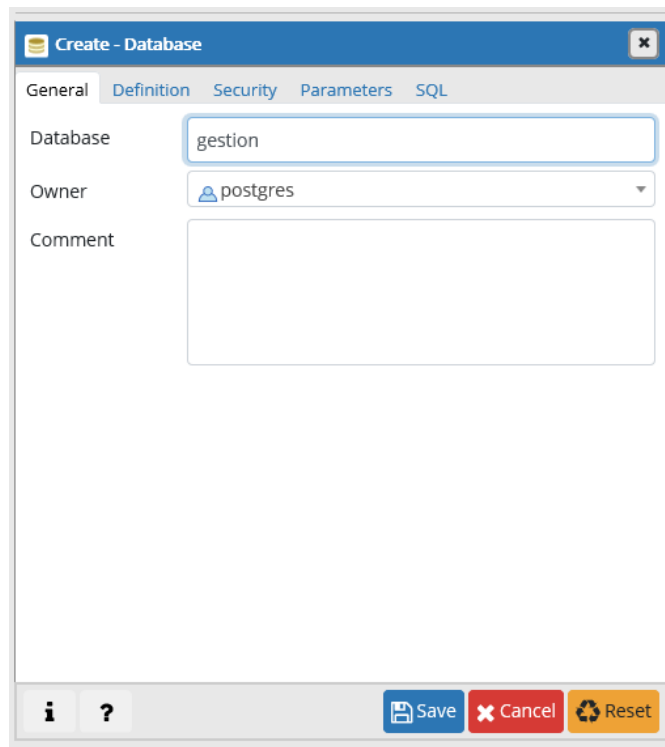 Create - Database
General Definition Security Parameters SQL
Database gestion
Owner postgres
Comment
i ? Save Cancel Reset